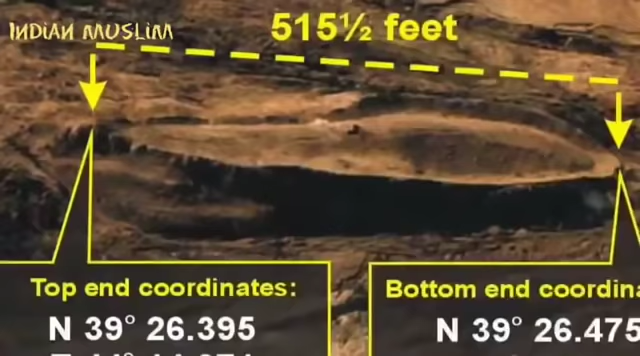 INDIAN MUSLIM
515½ feet
Top end coordinates:
N 39° 26.395
Bottom end coordina
N 39° 26.475